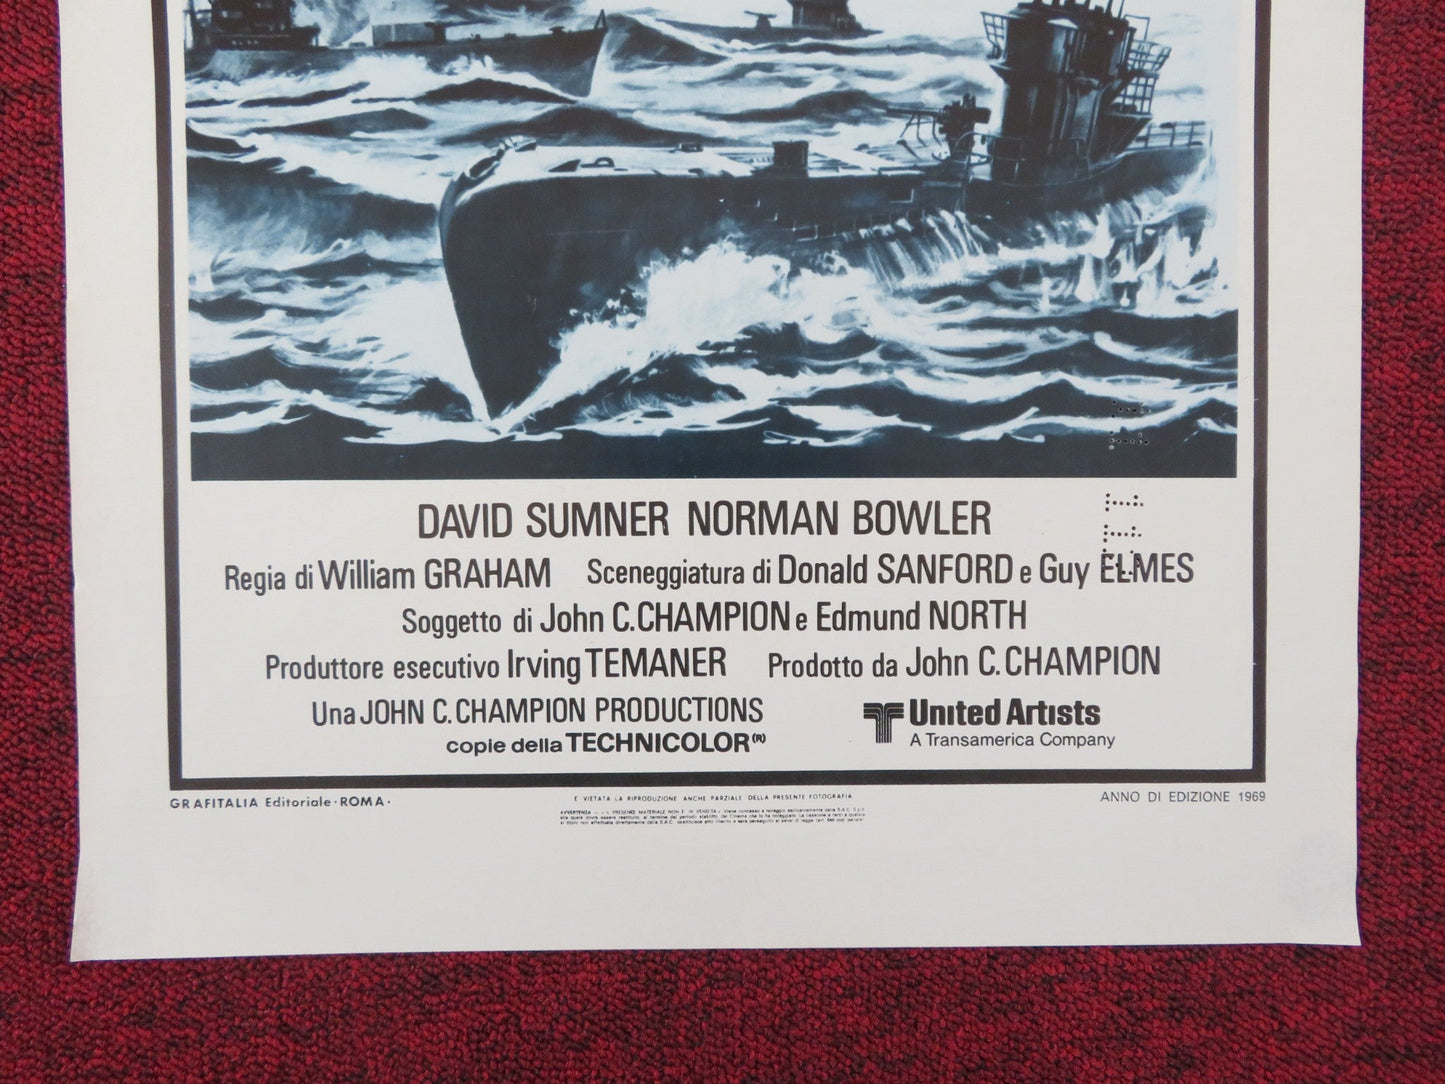 DAVID SUMNER NORMAN BOWLER
Regia di William GRAHAM Sceneggiatura di Donald SANFORD e Guy ELMES
Soggetto di John C. CHAMPION e Edmund NORTH
Produttore esecutivo Irving TEMANER Prodotto da John C. CHAMPION
Una JOHN C. CHAMPION PRODUCTIONS
copie della TECHNICOLOR (R)
United Artists
A Transamerica Company
GRAFITALIA Editoriale · ROMA ·
E VIETATA LA RIPRODUZIONE ANCHE PARZIALE DELLA PRESENTE FOTOGRAFIA
ANNO DI EDIZIONE 1969